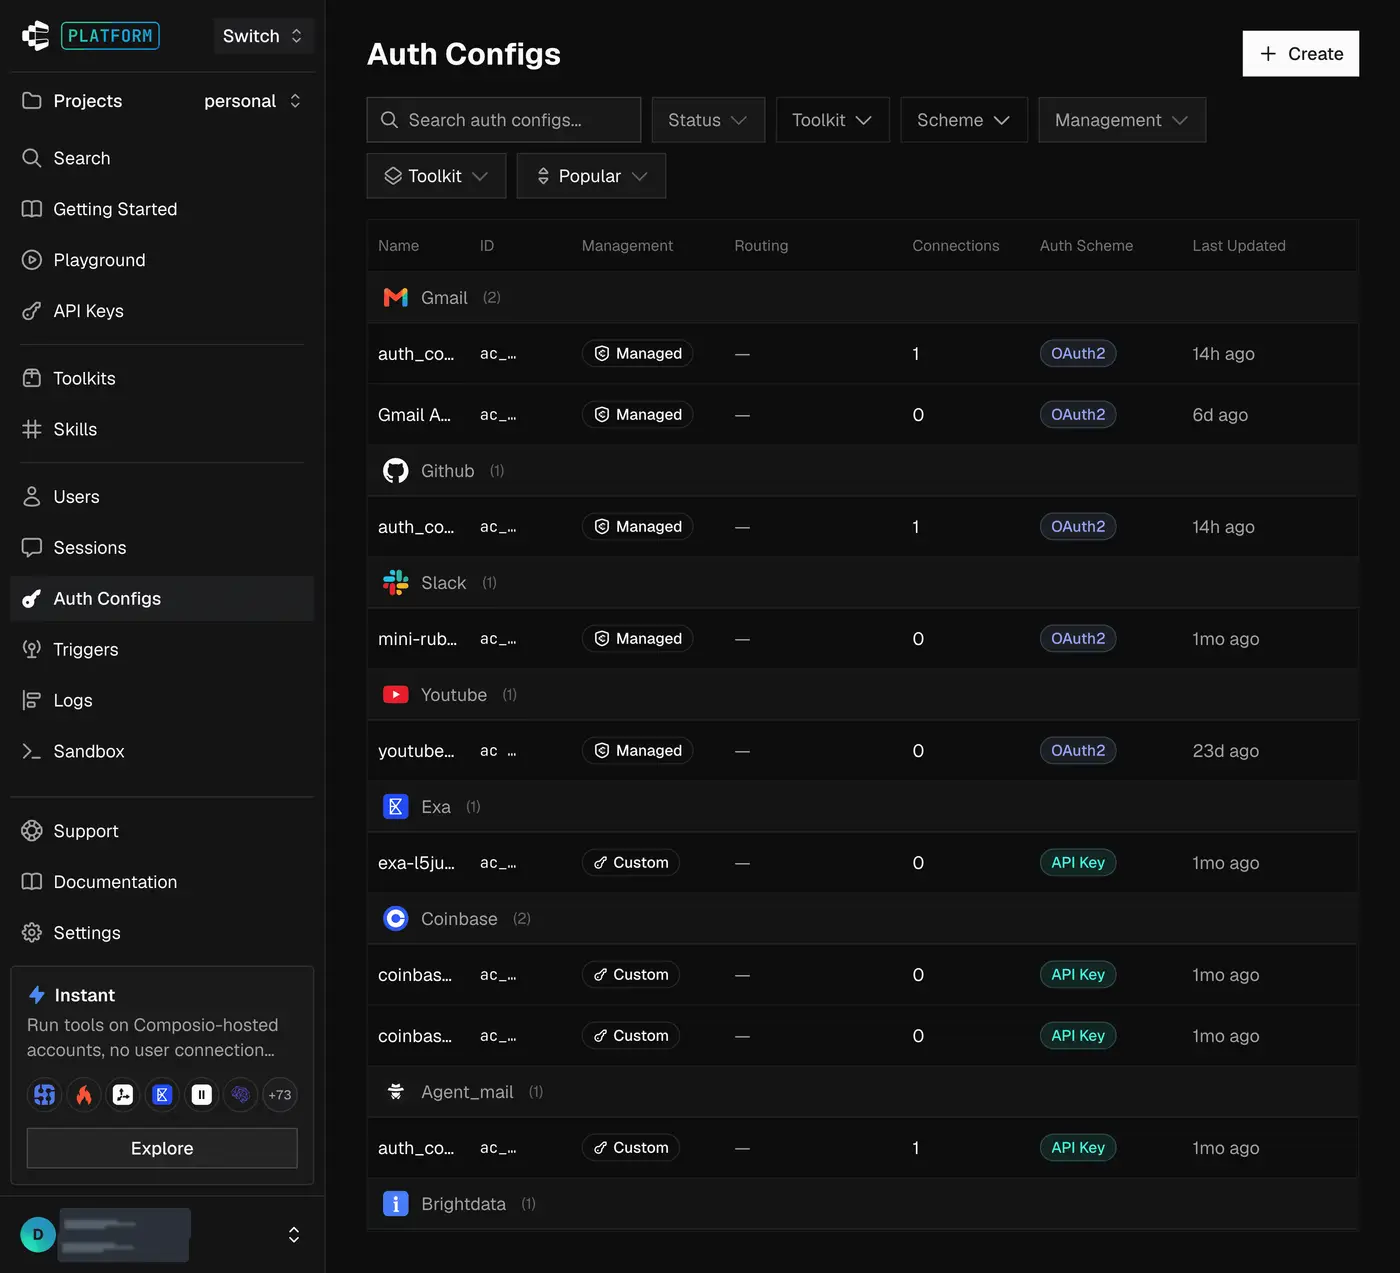 PLATFORM
Switch
Projects personal
Search
Getting Started
Playground
API Keys
Toolkits
Skills
Users
Sessions
Auth Configs
Triggers
Logs
Sandbox
Support
Documentation
Settings
Instant
Run tools on Composio-hosted
accounts, no user connection...
+73
Explore
D
Auth Configs
+ Create
Search auth configs...
Status
Toolkit
Scheme
Management
Toolkit
Popular
Name ID Management Routing Connections Auth Scheme Last Updated
Gmail (2)
auth_co... ac_... Managed — 1 OAuth2 14h ago
Gmail A... ac_... Managed — 0 OAuth2 6d ago
Github (1)
auth_co... ac_... Managed — 1 OAuth2 14h ago
Slack (1)
mini-rub... ac_... Managed — 0 OAuth2 1mo ago
Youtube (1)
youtube... ac ... Managed — 0 OAuth2 23d ago
Exa (1)
exa-l5ju... ac_... Custom — 0 API Key 1mo ago
Coinbase (2)
coinbas... ac_... Custom — 0 API Key 1mo ago
coinbas... ac_... Custom — 0 API Key 1mo ago
Agent_mail (1)
auth_co... ac_... Custom — 1 API Key 1mo ago
Brightdata (1)